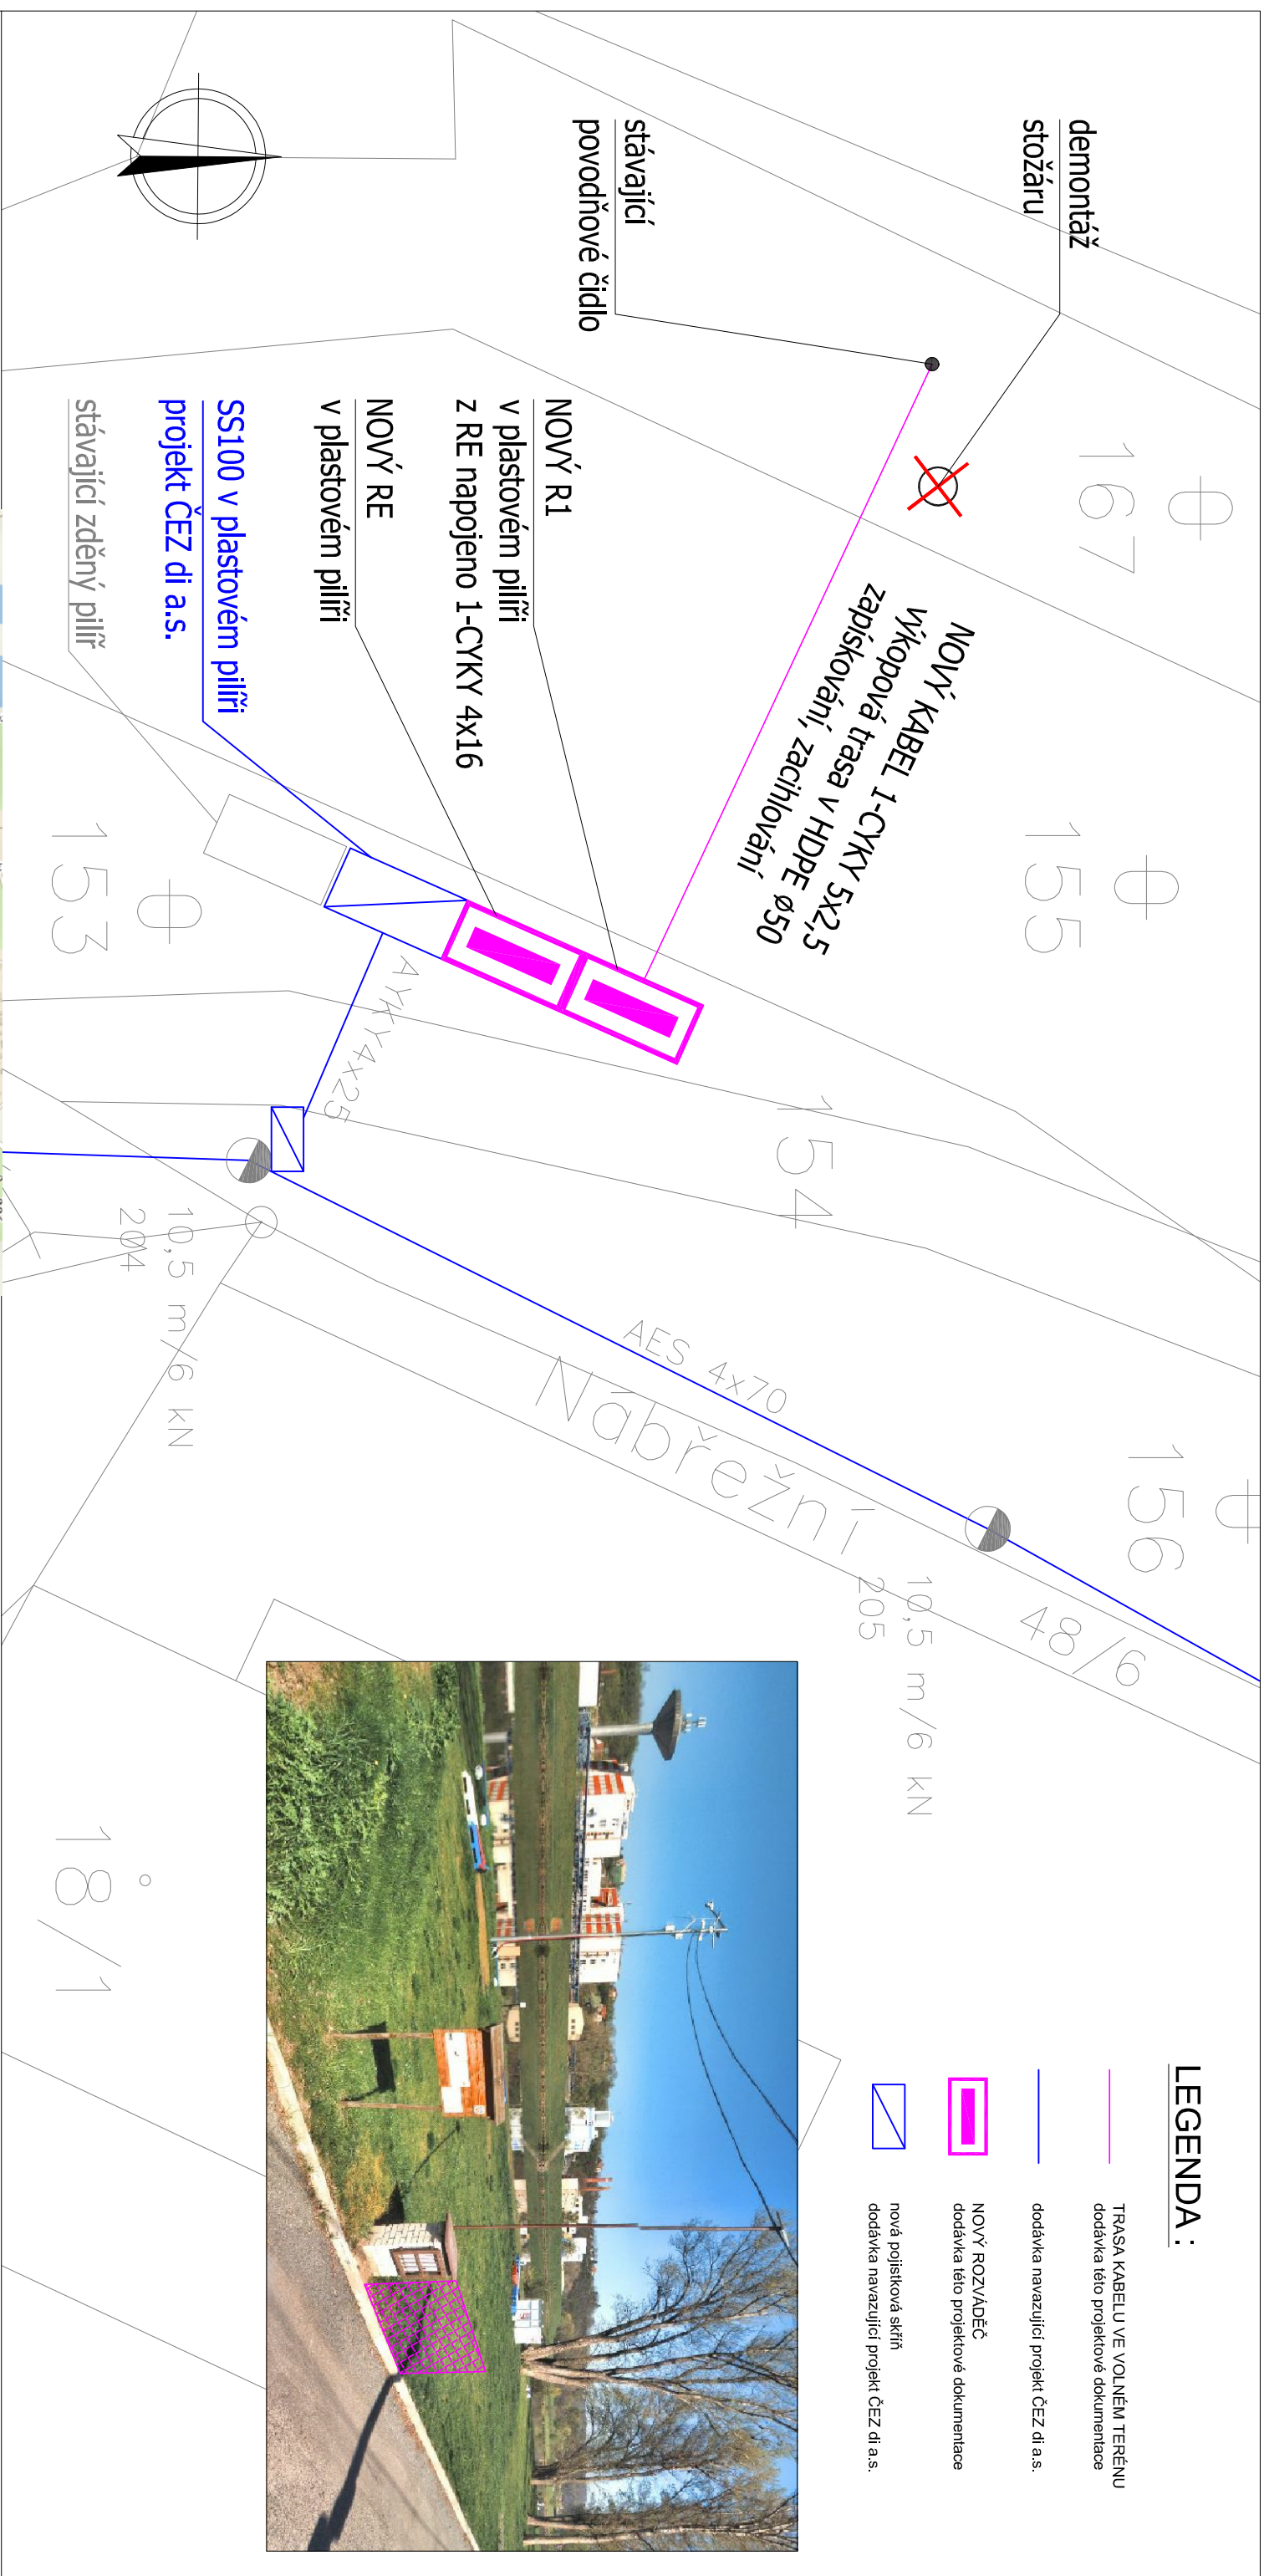 demontáž
stožáru
stávající
povodňové čidlo
167
155
156
NOVÝ KABEL 1-CYKY 5x2,5
výkopová trasa v HDPE ø50
zapískování, zacihlování
NOVÝ R1
v plastovém pilíři
z RE napojeno 1-CYKY 4x16
NOVÝ RE
v plastovém pilíři
SS100 v plastovém pilíři
projekt ČEZ di a.s.
stávající zděný pilíř
153
AYKY4x25
154
10,5 m/6 kN
204
AES 4x70
Nábřežní
48/6
10,5 m/6 kN
205
18/1
LEGENDA :
TRASA KABELU VE VOLNÉM TERÉNU
dodávka této projektové dokumentace
dodávka navazující projekt ČEZ di a.s.
NOVÝ ROZVÁDĚČ
dodávka této projektové dokumentace
nová pojistková skříň
dodávka navazující projekt ČEZ di a.s.